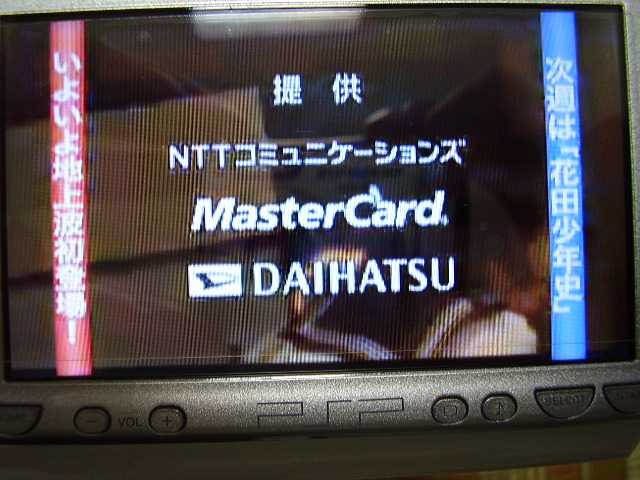 次週は「花田少年史」
提 供
NTTコミュニケーションズ
MasterCard
DAIHATSU
いよいよ地上波初登場!
- VOL +
SELECT